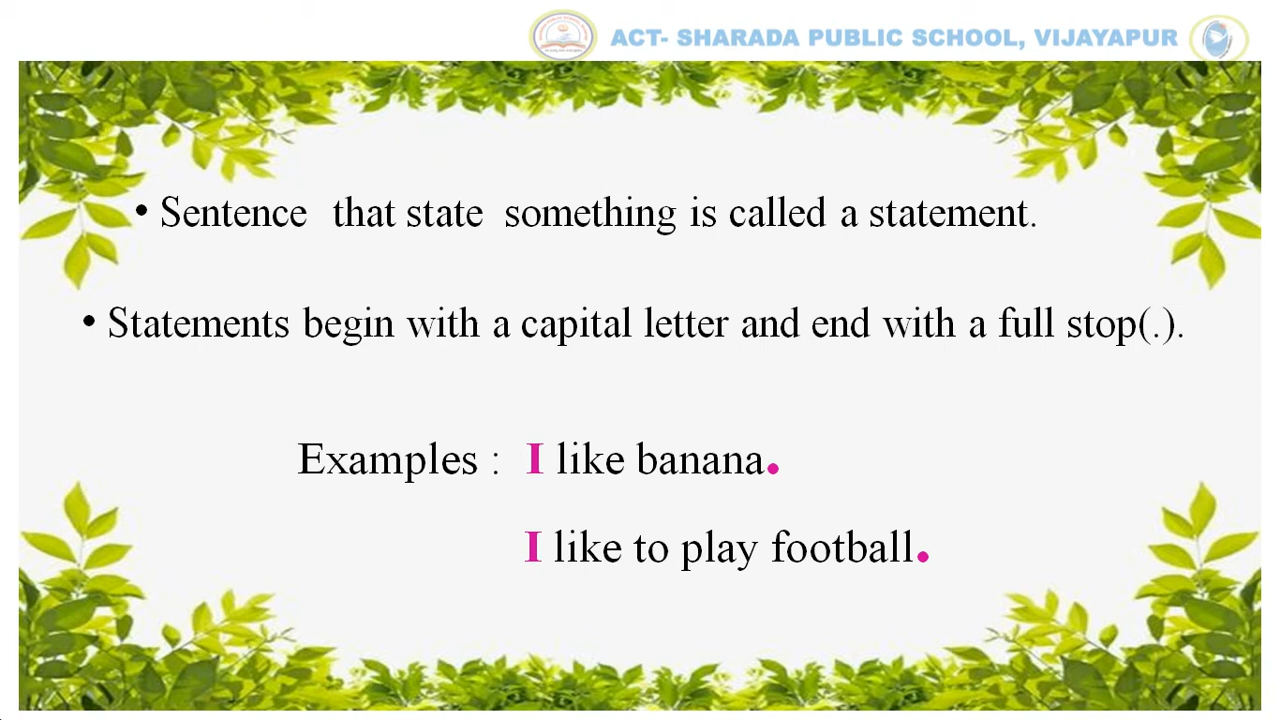 ACT- SHARADA PUBLIC SCHOOL, VIJAYAPUR
• Sentence that state something is called a statement.
• Statements begin with a capital letter and end with a full stop(.).
Examples : I like banana.
I like to play football.